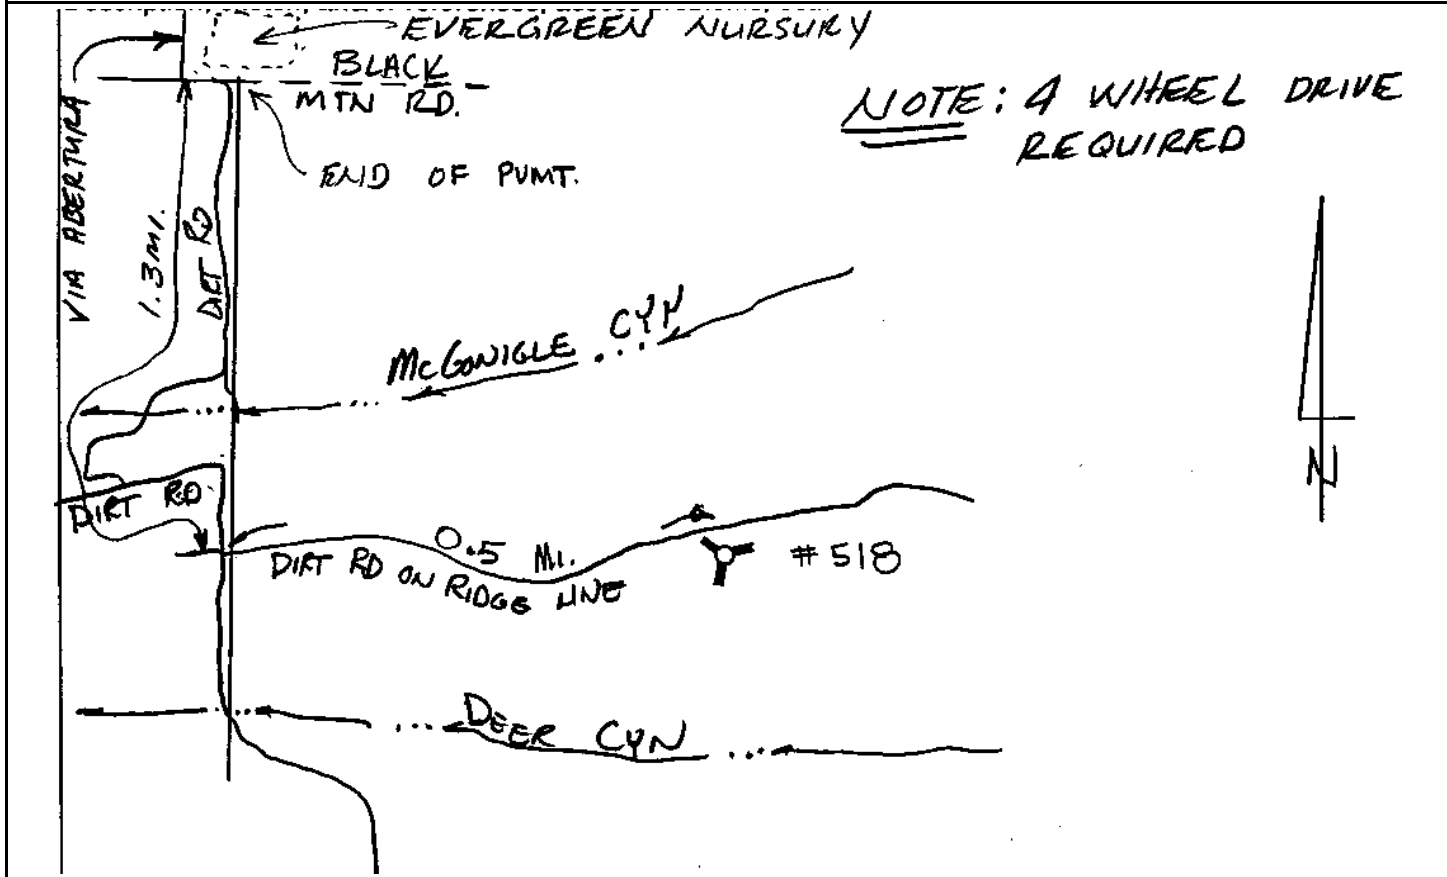 EVERGREEN NURSURY
BLACK
MTN RD.
NOTE: 4 WHEEL DRIVE
REQUIRED
END OF PVMT.
VIA ABERTURA
1.3 MI.
DIRT RD
McGONIGLE CYN
N
DIRT RD
0.5 MI.
# 518
DIRT RD ON RIDGE LINE
DEER CYN